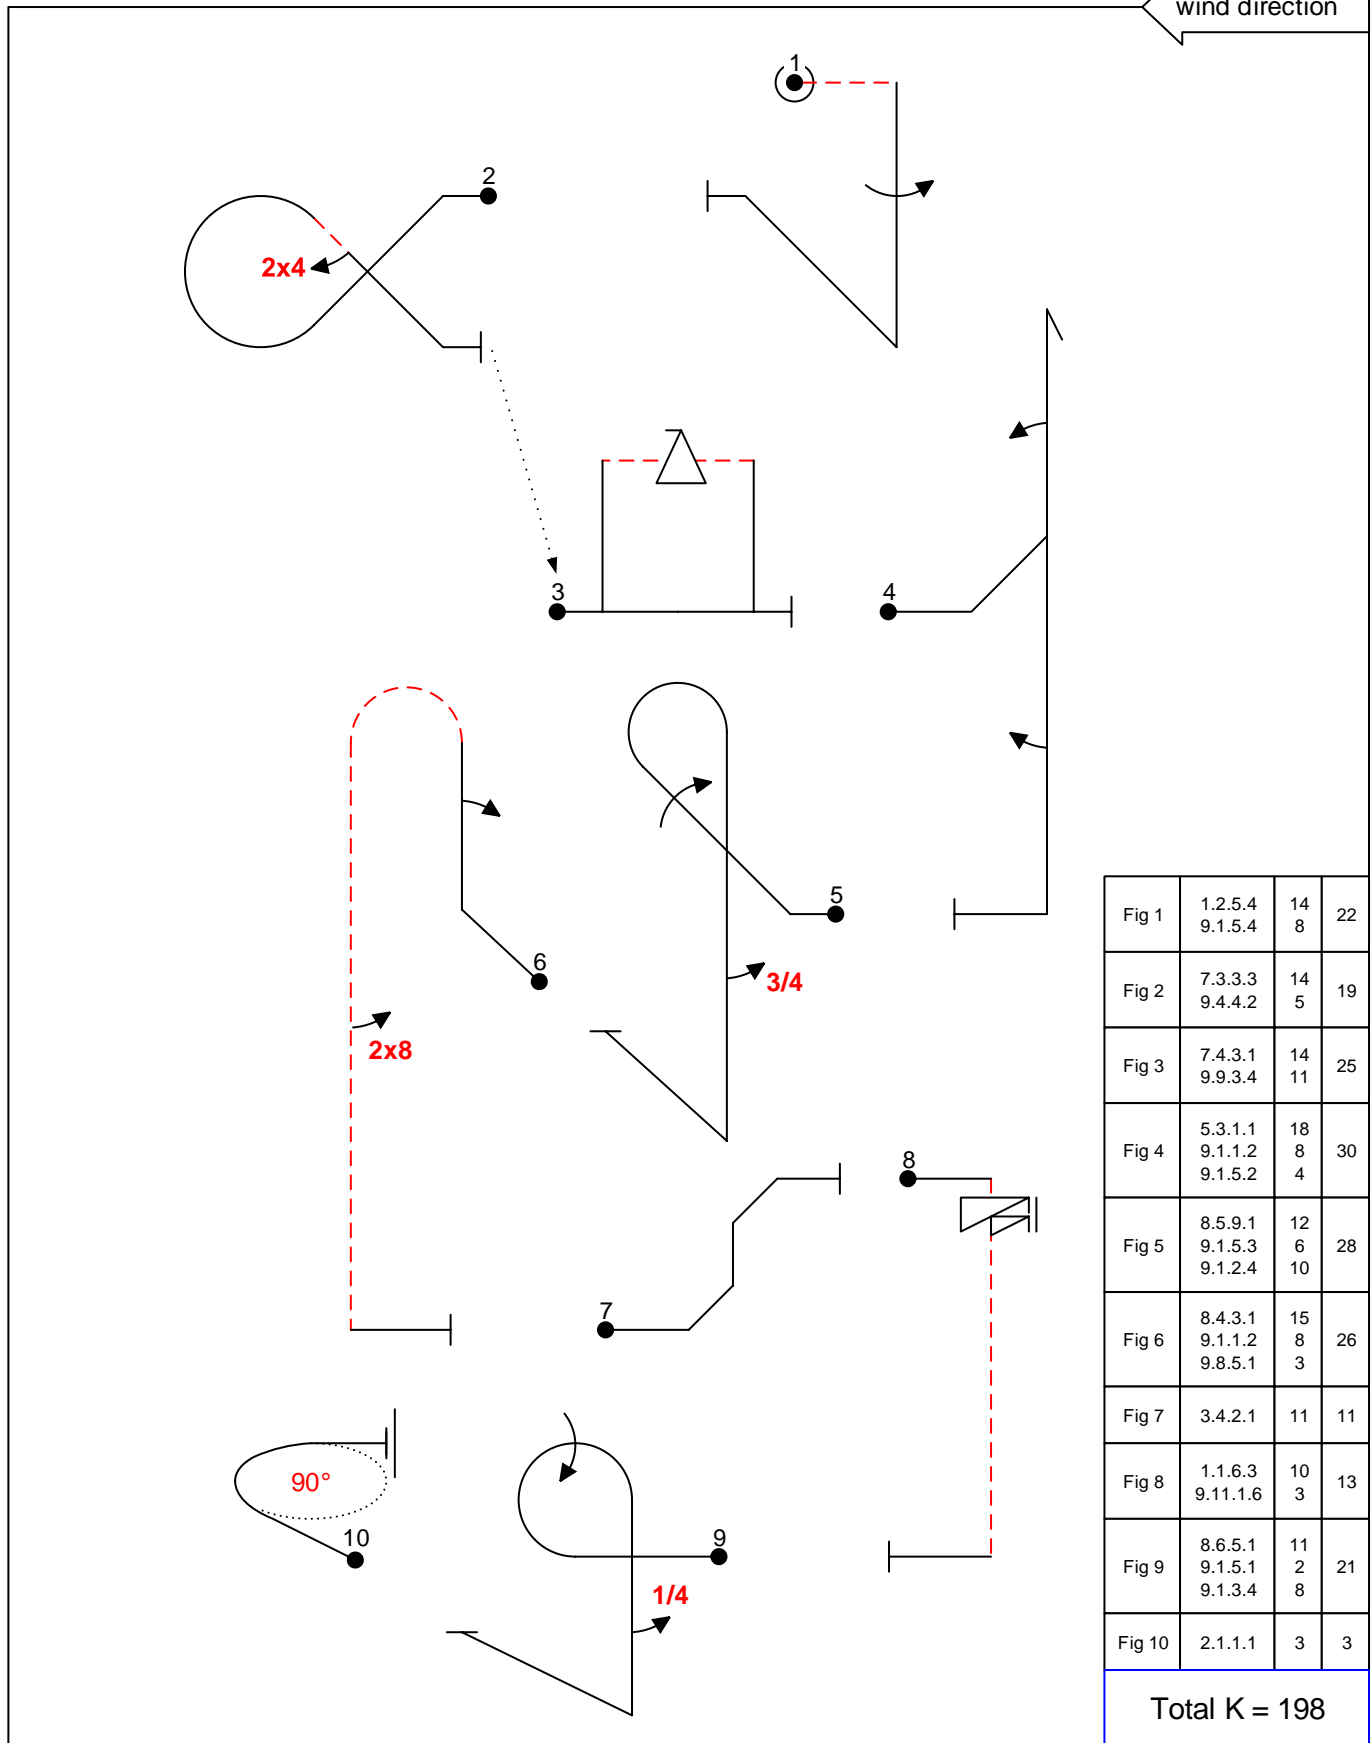 wind direction
1
2
2x4
3
4
5
3/4
6
2x8
7
8
9
1/4
10
90°
Fig 1 1.2.5.4 14 22
9.1.5.4 8
Fig 2 7.3.3.3 14 19
9.4.4.2 5
Fig 3 7.4.3.1 14 25
9.9.3.4 11
Fig 4 5.3.1.1 18 30
9.1.1.2 8
9.1.5.2 4
Fig 5 8.5.9.1 12 28
9.1.5.3 6
9.1.2.4 10
Fig 6 8.4.3.1 15 26
9.1.1.2 8
9.8.5.1 3
Fig 7 3.4.2.1 11 11
Fig 8 1.1.6.3 10 13
9.11.1.6 3
Fig 9 8.6.5.1 11 21
9.1.5.1 2
9.1.3.4 8
Fig 10 2.1.1.1 3 3
Total K = 198